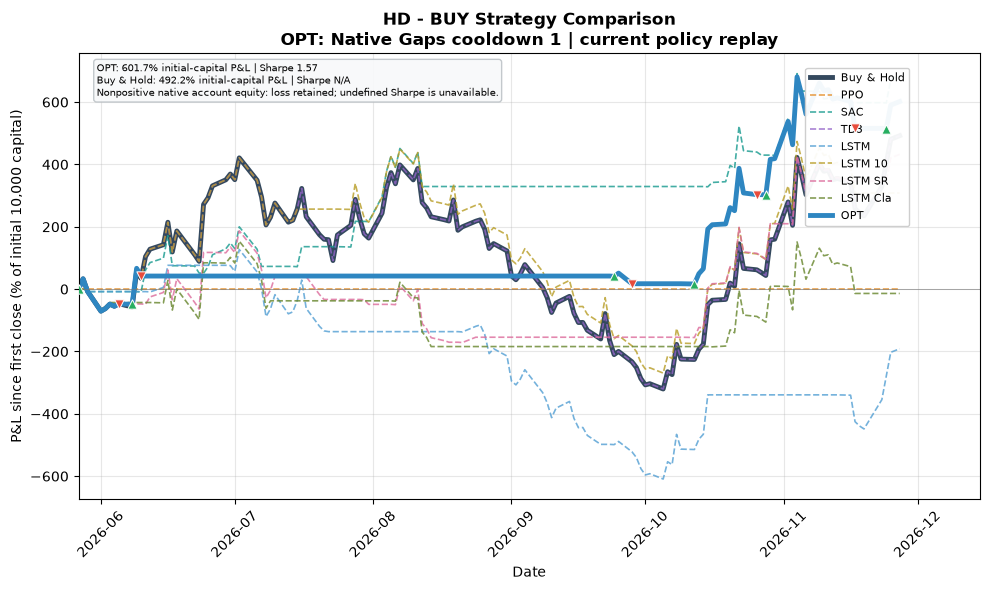 HD - BUY Strategy Comparison
OPT: Native Gaps cooldown 1 | current policy replay
OPT: 601.7% initial-capital P&L | Sharpe 1.57
Buy & Hold: 492.2% initial-capital P&L | Sharpe N/A
Nonpositive native account equity: loss retained; undefined Sharpe is unavailable.
Buy & Hold
PPO
SAC
TD3
LSTM
LSTM 10
LSTM SR
LSTM Cla
OPT
P&L since first close (% of initial 10,000 capital)
600
400
200
0
−200
−400
−600
2026-06
2026-07
2026-08
2026-09
2026-10
2026-11
2026-12
Date